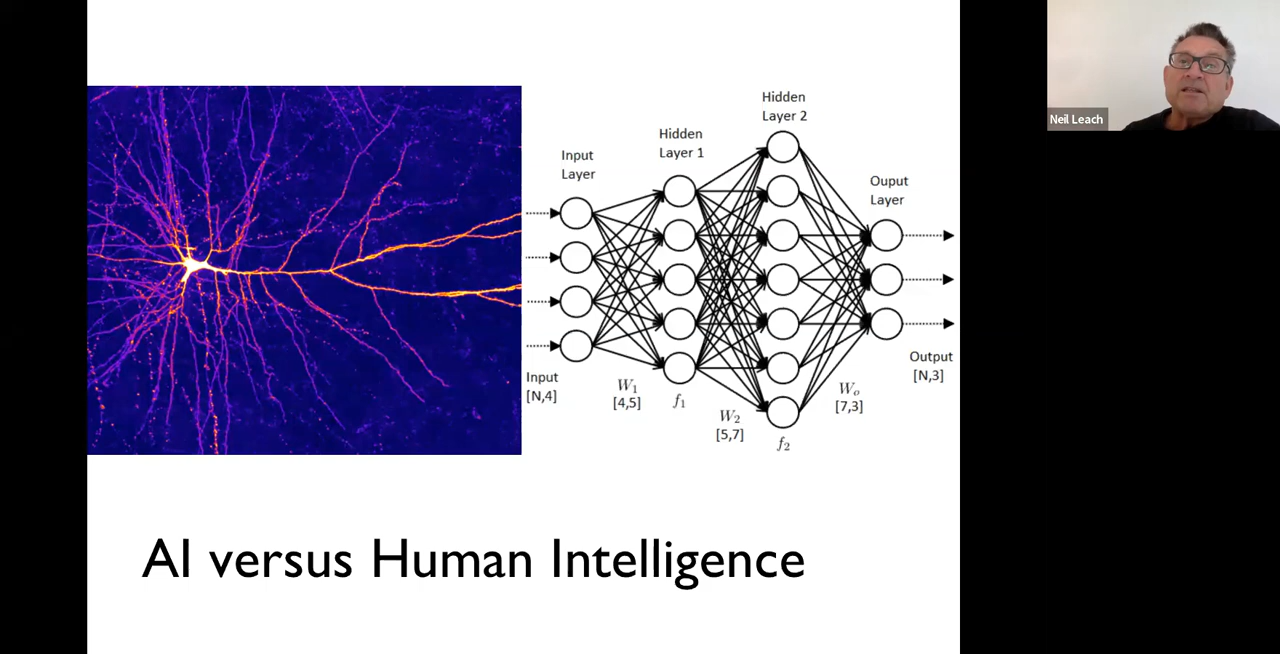 Neil Leach
Input
Layer
Hidden
Layer 1
Hidden
Layer 2
Ouput
Layer
Input
[N,4]
W1
[4,5]
f1
W2
[5,7]
f2
Wo
[7,3]
Output
[N,3]
AI versus Human Intelligence